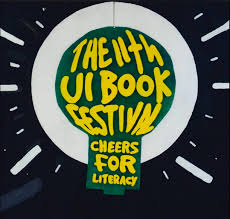 THE 11th
UI BOOK
FESTIVAL
CHEERS
FOR
LITERACY